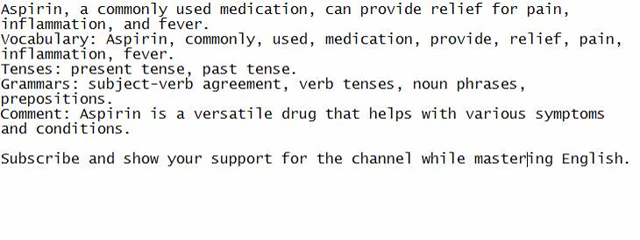 Aspirin, a commonly used medication, can provide relief for pain,
inflammation, and fever.
Vocabulary: Aspirin, commonly, used, medication, provide, relief, pain,
inflammation, fever.
Tenses: present tense, past tense.
Grammars: subject-verb agreement, verb tenses, noun phrases,
prepositions.
Comment: Aspirin is a versatile drug that helps with various symptoms
and conditions.
Subscribe and show your support for the channel while mastering English.